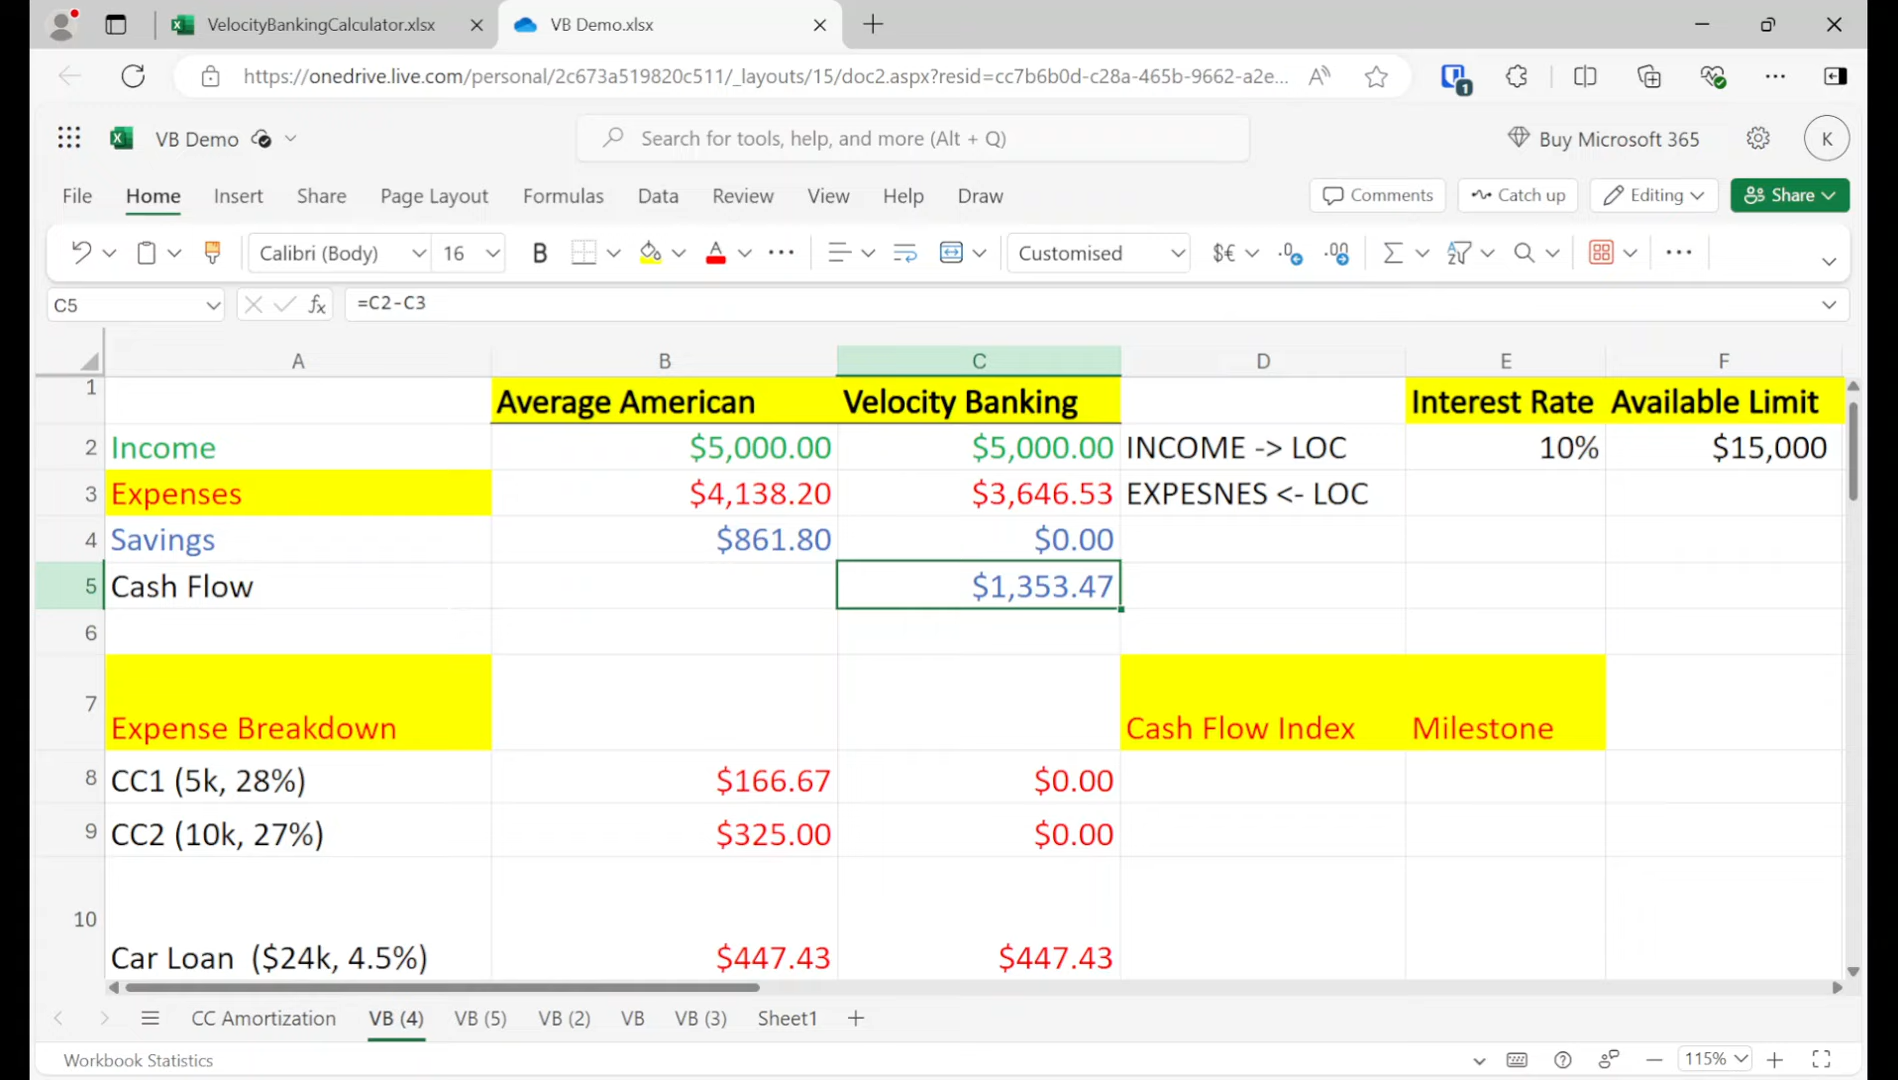 VelocityBankingCalculator.xlsx
VB Demo.xlsx
https://onedrive.live.com/personal/2c673a519820c511/_layouts/15/doc2.aspx?resid=cc7b6b0d-c28a-465b-9662-a2e...
1
VB Demo
Search for tools, help, and more (Alt + Q)
Buy Microsoft 365
K
File Home Insert Share Page Layout Formulas Data Review View Help Draw
Comments Catch up Editing Share
Calibri (Body) 16 B A Customised $€
C5 fx =C2-C3
A B C D E F
1 Average American Velocity Banking Interest Rate Available Limit
2 Income $5,000.00 $5,000.00 INCOME -> LOC 10% $15,000
3 Expenses $4,138.20 $3,646.53 EXPESNES <- LOC
4 Savings $861.80 $0.00
5 Cash Flow $1,353.47
6
7 Expense Breakdown Cash Flow Index Milestone
8 CC1 (5k, 28%) $166.67 $0.00
9 CC2 (10k, 27%) $325.00 $0.00
10 Car Loan ($24k, 4.5%) $447.43 $447.43
CC Amortization VB (4) VB (5) VB (2) VB VB (3) Sheet1
Workbook Statistics 115%